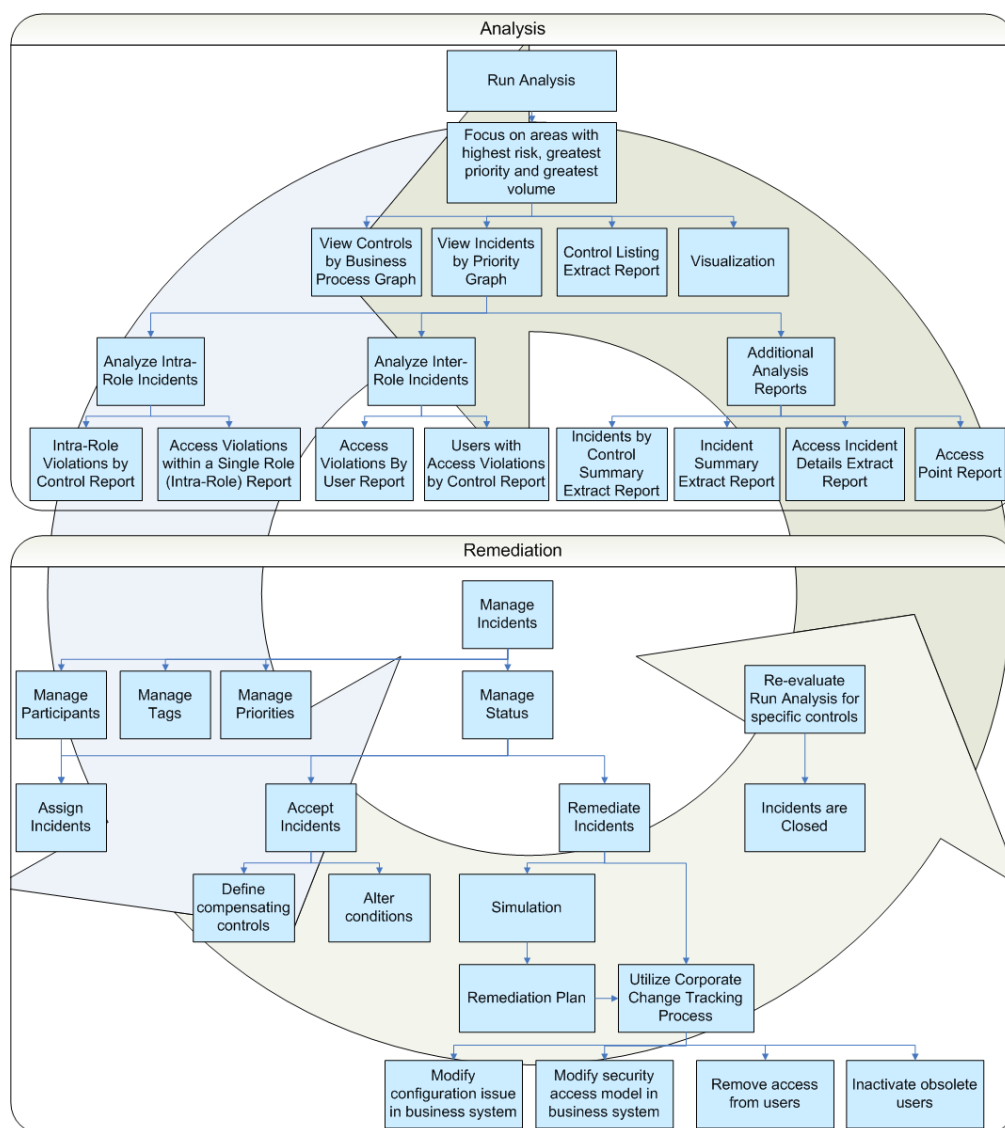 Analysis
Run Analysis
Focus on areas with
highest risk, greatest
priority and greatest
volume
View Controls
by Business
Process Graph
View Incidents
by Priority
Graph
Control Listing
Extract Report
Visualization
Analyze Intra-
Role Incidents
Analyze Inter-
Role Incidents
Additional
Analysis
Reports
Intra-Role
Violations by
Control Report
Access Violations
within a Single Role
(Intra-Role) Report
Access
Violations By
User Report
Users with
Access Violations
by Control Report
Incidents by
Control
Summary
Extract Report
Incident
Summary
Extract Report
Access Incident
Details Extract
Report
Access
Point Report
Remediation
Manage
Incidents
Manage
Participants
Manage
Tags
Manage
Priorities
Manage
Status
Re-evaluate
Run Analysis for
specific controls
Assign
Incidents
Accept
Incidents
Remediate
Incidents
Incidents are
Closed
Define
compensating
controls
Alter
conditions
Simulation
Remediation Plan
Utilize Corporate
Change Tracking
Process
Modify
configuration issue
in business system
Modify security
access model in
business system
Remove access
from users
Inactivate obsolete
users